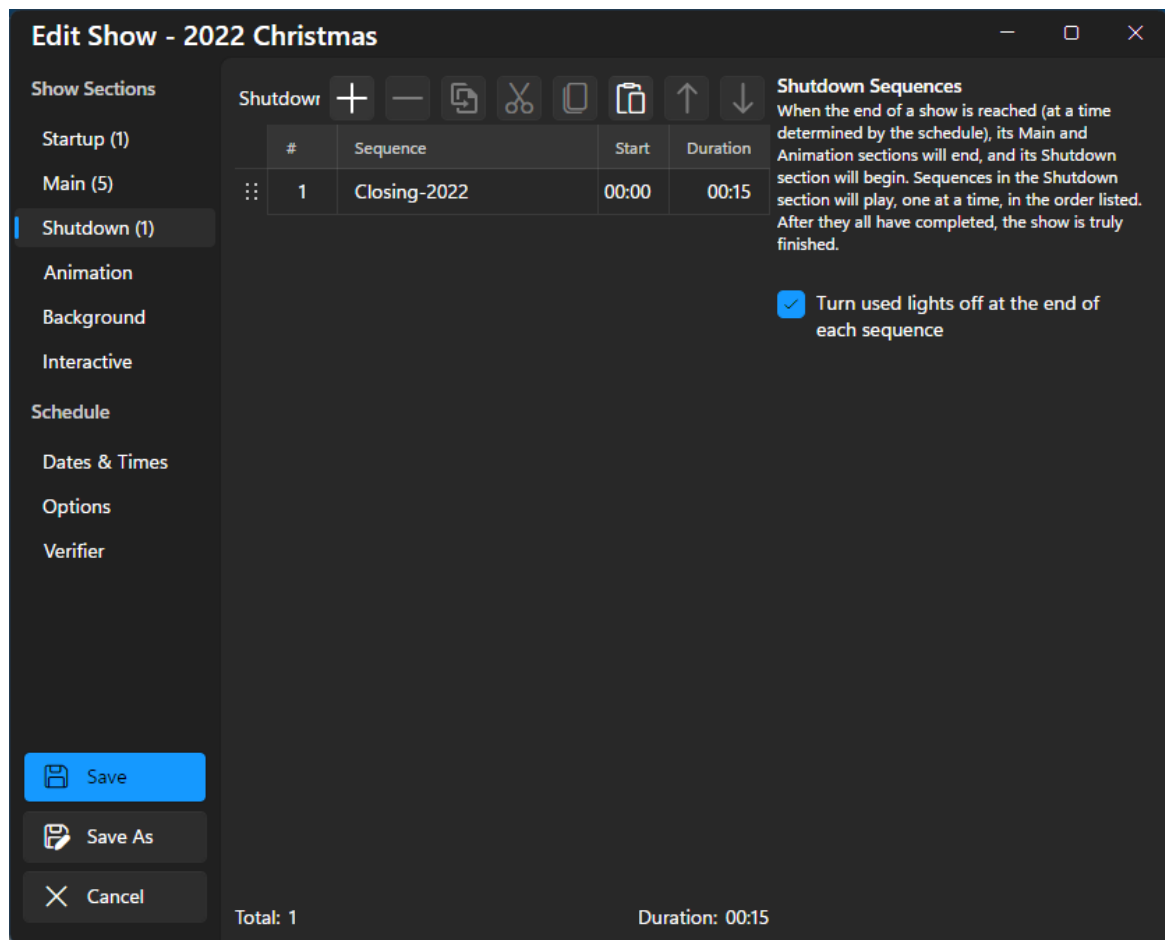 Edit Show - 2022 Christmas
Show Sections
Startup (1)
Main (5)
Shutdown (1)
Animation
Background
Interactive
Schedule
Dates & Times
Options
Verifier
Save
Save As
Cancel
Shutdowr
# Sequence Start Duration
1 Closing-2022 00:00 00:15
Total: 1 Duration: 00:15
Shutdown Sequences
When the end of a show is reached (at a time
determined by the schedule), its Main and
Animation sections will end, and its Shutdown
section will begin. Sequences in the Shutdown
section will play, one at a time, in the order listed.
After they all have completed, the show is truly
finished.
Turn used lights off at the end of
each sequence